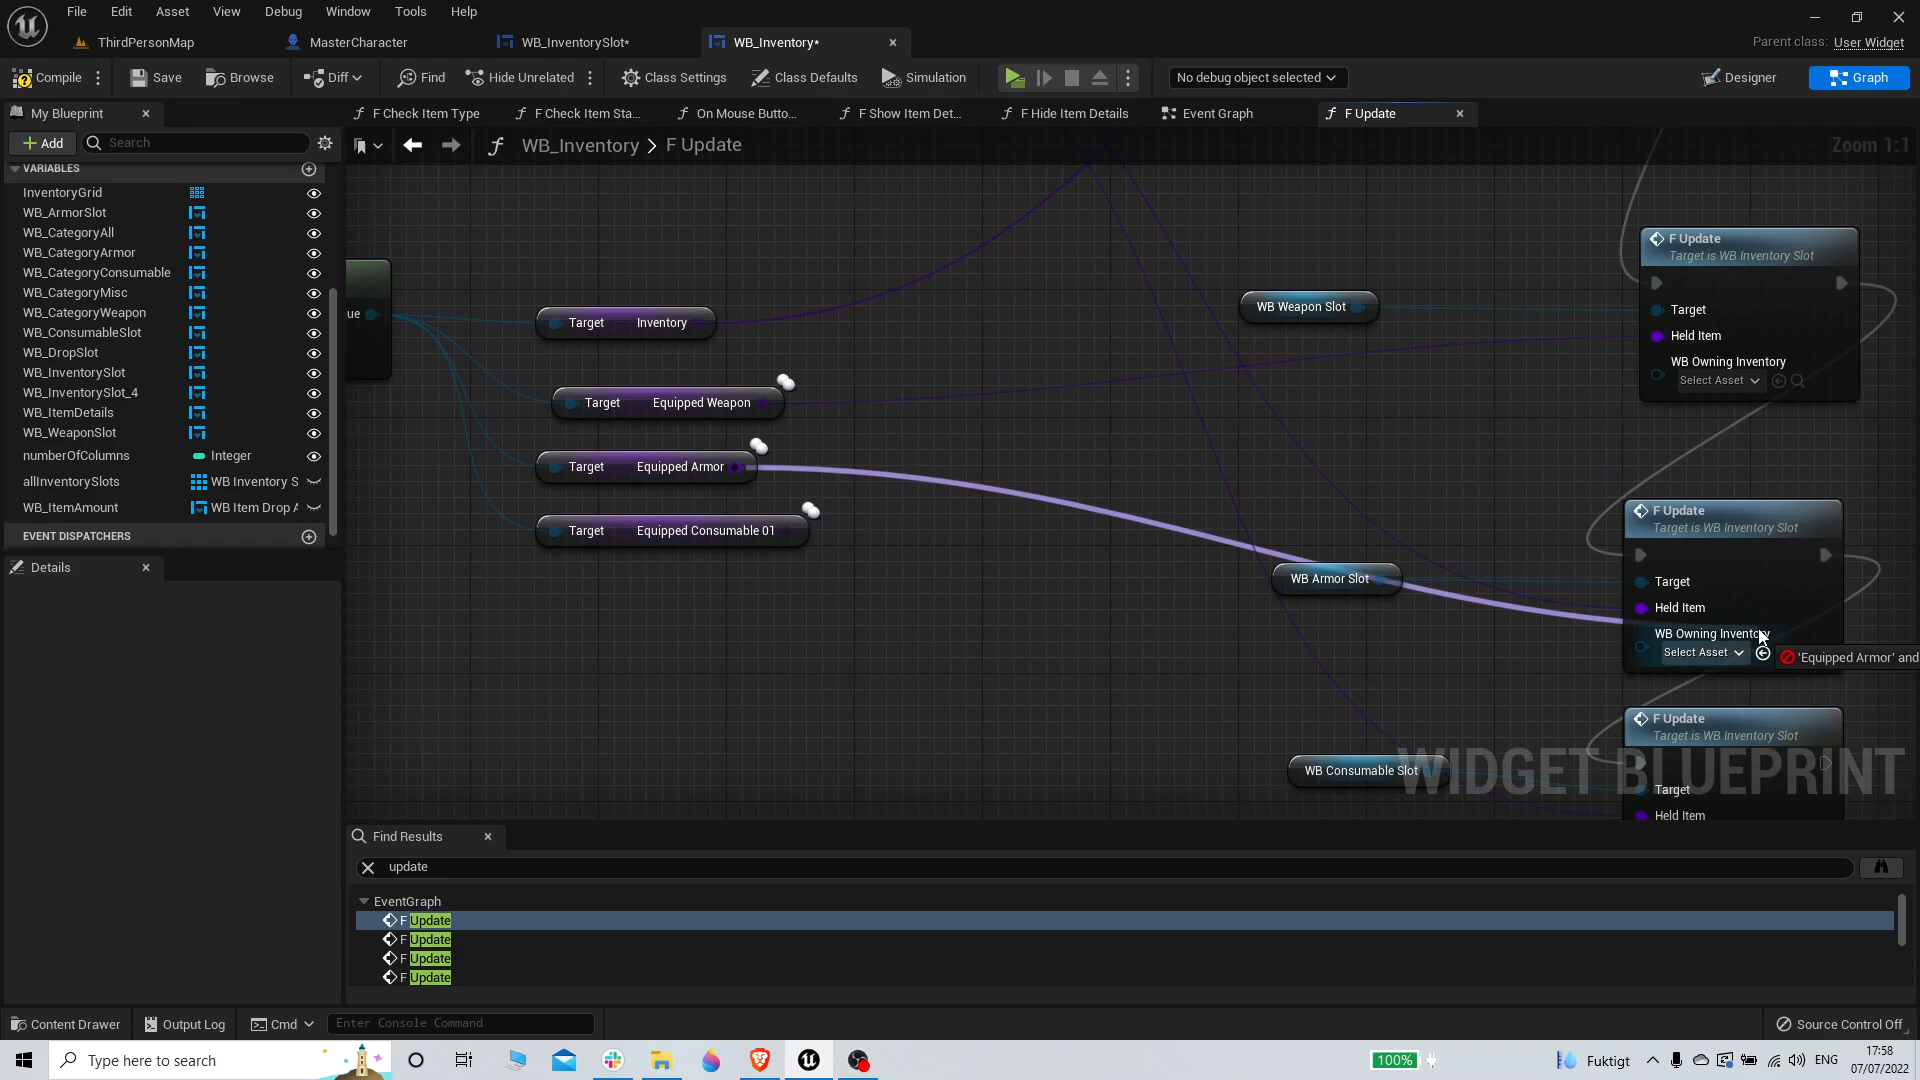 File Edit Asset View Debug Window Tools Help
ThirdPersonMap MasterCharacter WB_InventorySlot* WB_Inventory*
Parent class: User Widget
Compile Save Browse Diff Find Hide Unrelated Class Settings Class Defaults Simulation No debug object selected Designer Graph
My Blueprint
F Check Item Type F Check Item Sta... On Mouse Butto... F Show Item Det... F Hide Item Details Event Graph F Update
Add Search
WB_Inventory > F Update
Zoom 1:1
VARIABLES
InventoryGrid
WB_ArmorSlot
WB_CategoryAll
WB_CategoryArmor
WB_CategoryConsumable
WB_CategoryMisc
WB_CategoryWeapon
WB_ConsumableSlot
WB_DropSlot
WB_InventorySlot
WB_InventorySlot_4
WB_ItemDetails
WB_WeaponSlot
numberOfColumns Integer
allInventorySlots WB Inventory S
WB_ItemAmount WB Item Drop A
EVENT DISPATCHERS
Details
ue
Target Inventory
Target Equipped Weapon
Target Equipped Armor
Target Equipped Consumable 01
WB Weapon Slot
WB Armor Slot
WB Consumable Slot
F Update
Target is WB Inventory Slot
Target
Held Item
WB Owning Inventory
Select Asset
F Update
Target is WB Inventory Slot
Target
Held Item
WB Owning Inventory
Select Asset
'Equipped Armor' and
F Update
Target is WB Inventory Slot
Target
Held Item
WIDGET BLUEPRINT
Find Results
update
EventGraph
F Update
F Update
F Update
F Update
Content Drawer Output Log Cmd Enter Console Command Source Control Off
Type here to search
100%
Fuktigt
ENG
17:58
07/07/2022